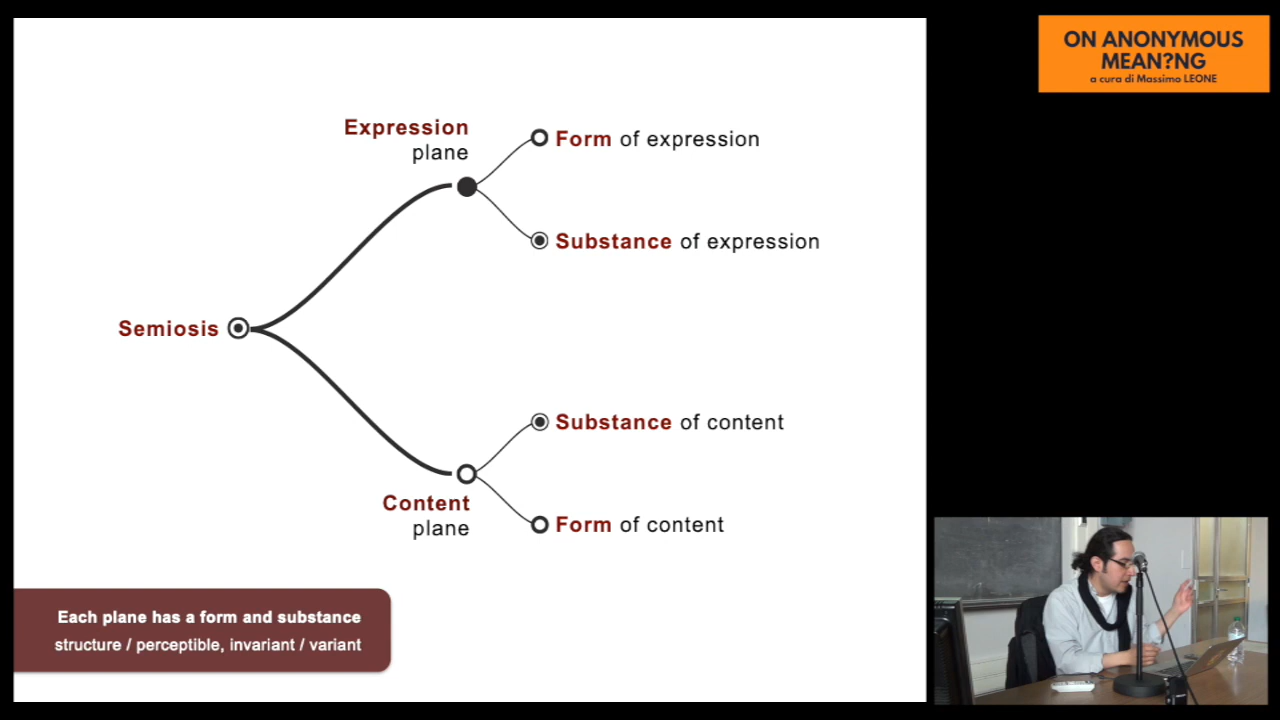 ON ANONYMOUS
MEAN?NG
a cura di Massimo LEONE
Expression
plane
Form of expression
Substance of expression
Semiosis
Substance of content
Content
plane
Form of content
Each plane has a form and substance
structure / perceptible, invariant / variant